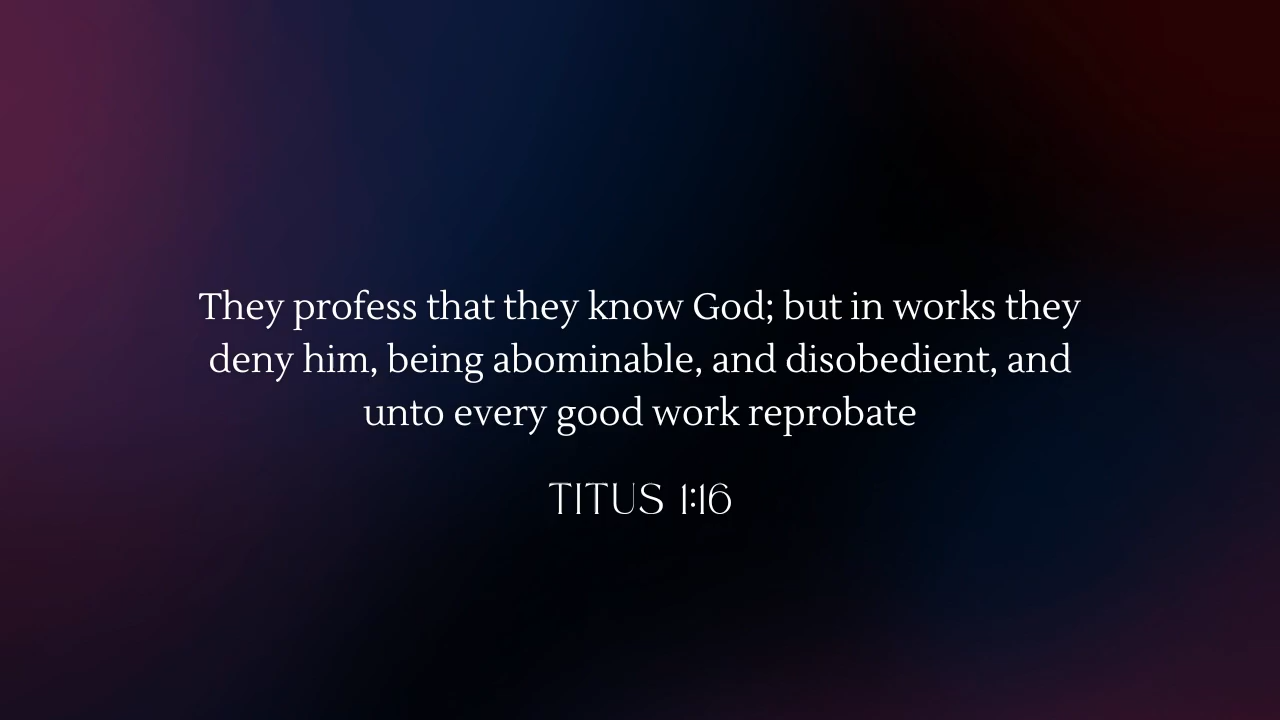 They profess that they know God; but in works they
deny him, being abominable, and disobedient, and
unto every good work reprobate
TITUS 1:16